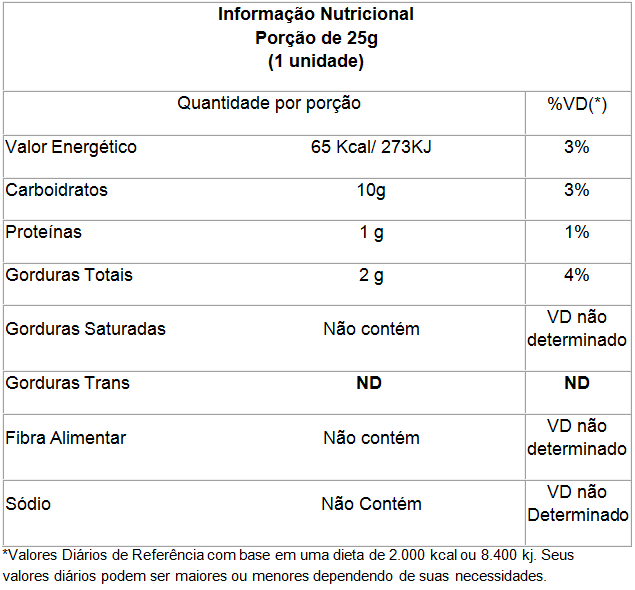 Informação Nutricional
Porção de 25g
(1 unidade)
Quantidade por porção %VD(*)
Valor Energético 65 Kcal/ 273KJ 3%
Carboidratos 10g 3%
Proteínas 1 g 1%
Gorduras Totais 2 g 4%
Gorduras Saturadas Não contém VD não determinado
Gorduras Trans ND ND
Fibra Alimentar Não contém VD não determinado
Sódio Não Contém VD não Determinado
*Valores Diários de Referência com base em uma dieta de 2.000 kcal ou 8.400 kj. Seus
valores diários podem ser maiores ou menores dependendo de suas necessidades.